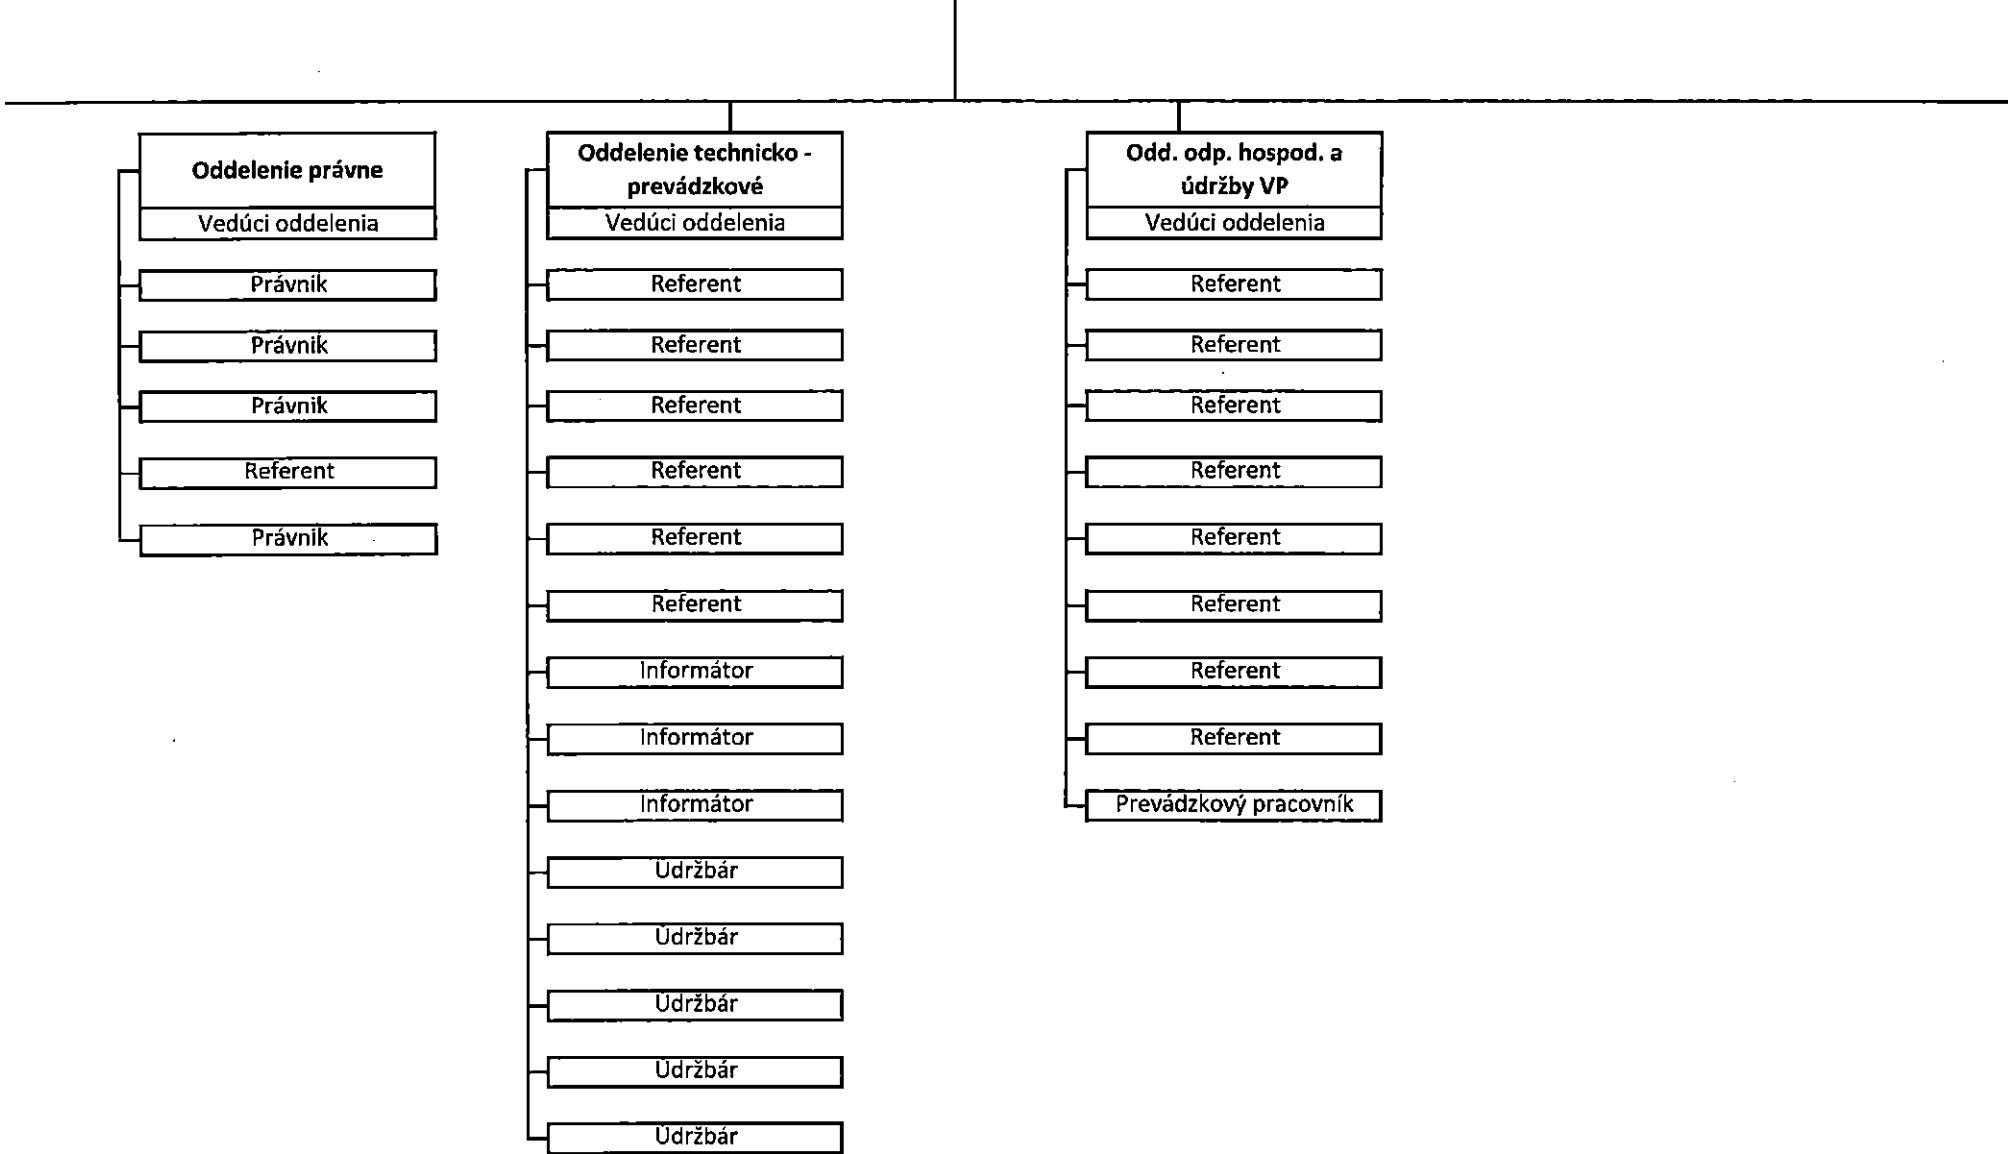 Oddelenie právne
Vedúci oddelenia
Právnik
Právnik
Právnik
Referent
Právnik
Oddelenie technicko -
prevádzkové
Vedúci oddelenia
Referent
Referent
Referent
Referent
Referent
Referent
Informátor
Informátor
Informátor
Údržbár
Údržbár
Údržbár
Údržbár
Údržbár
Odd. odp. hospod. a
údržby VP
Vedúci oddelenia
Referent
Referent
Referent
Referent
Referent
Referent
Referent
Referent
Prevádzkový pracovník